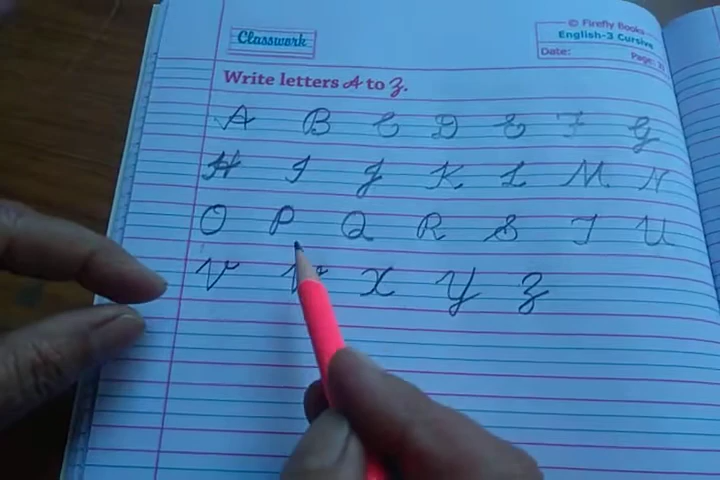 Classwork
© Firefly Books
English-3 Cursive
Date:
Page:
Write letters A to Z.
A B C D E F G
H I J K L M N
O P Q R S T U
V W X Y Z